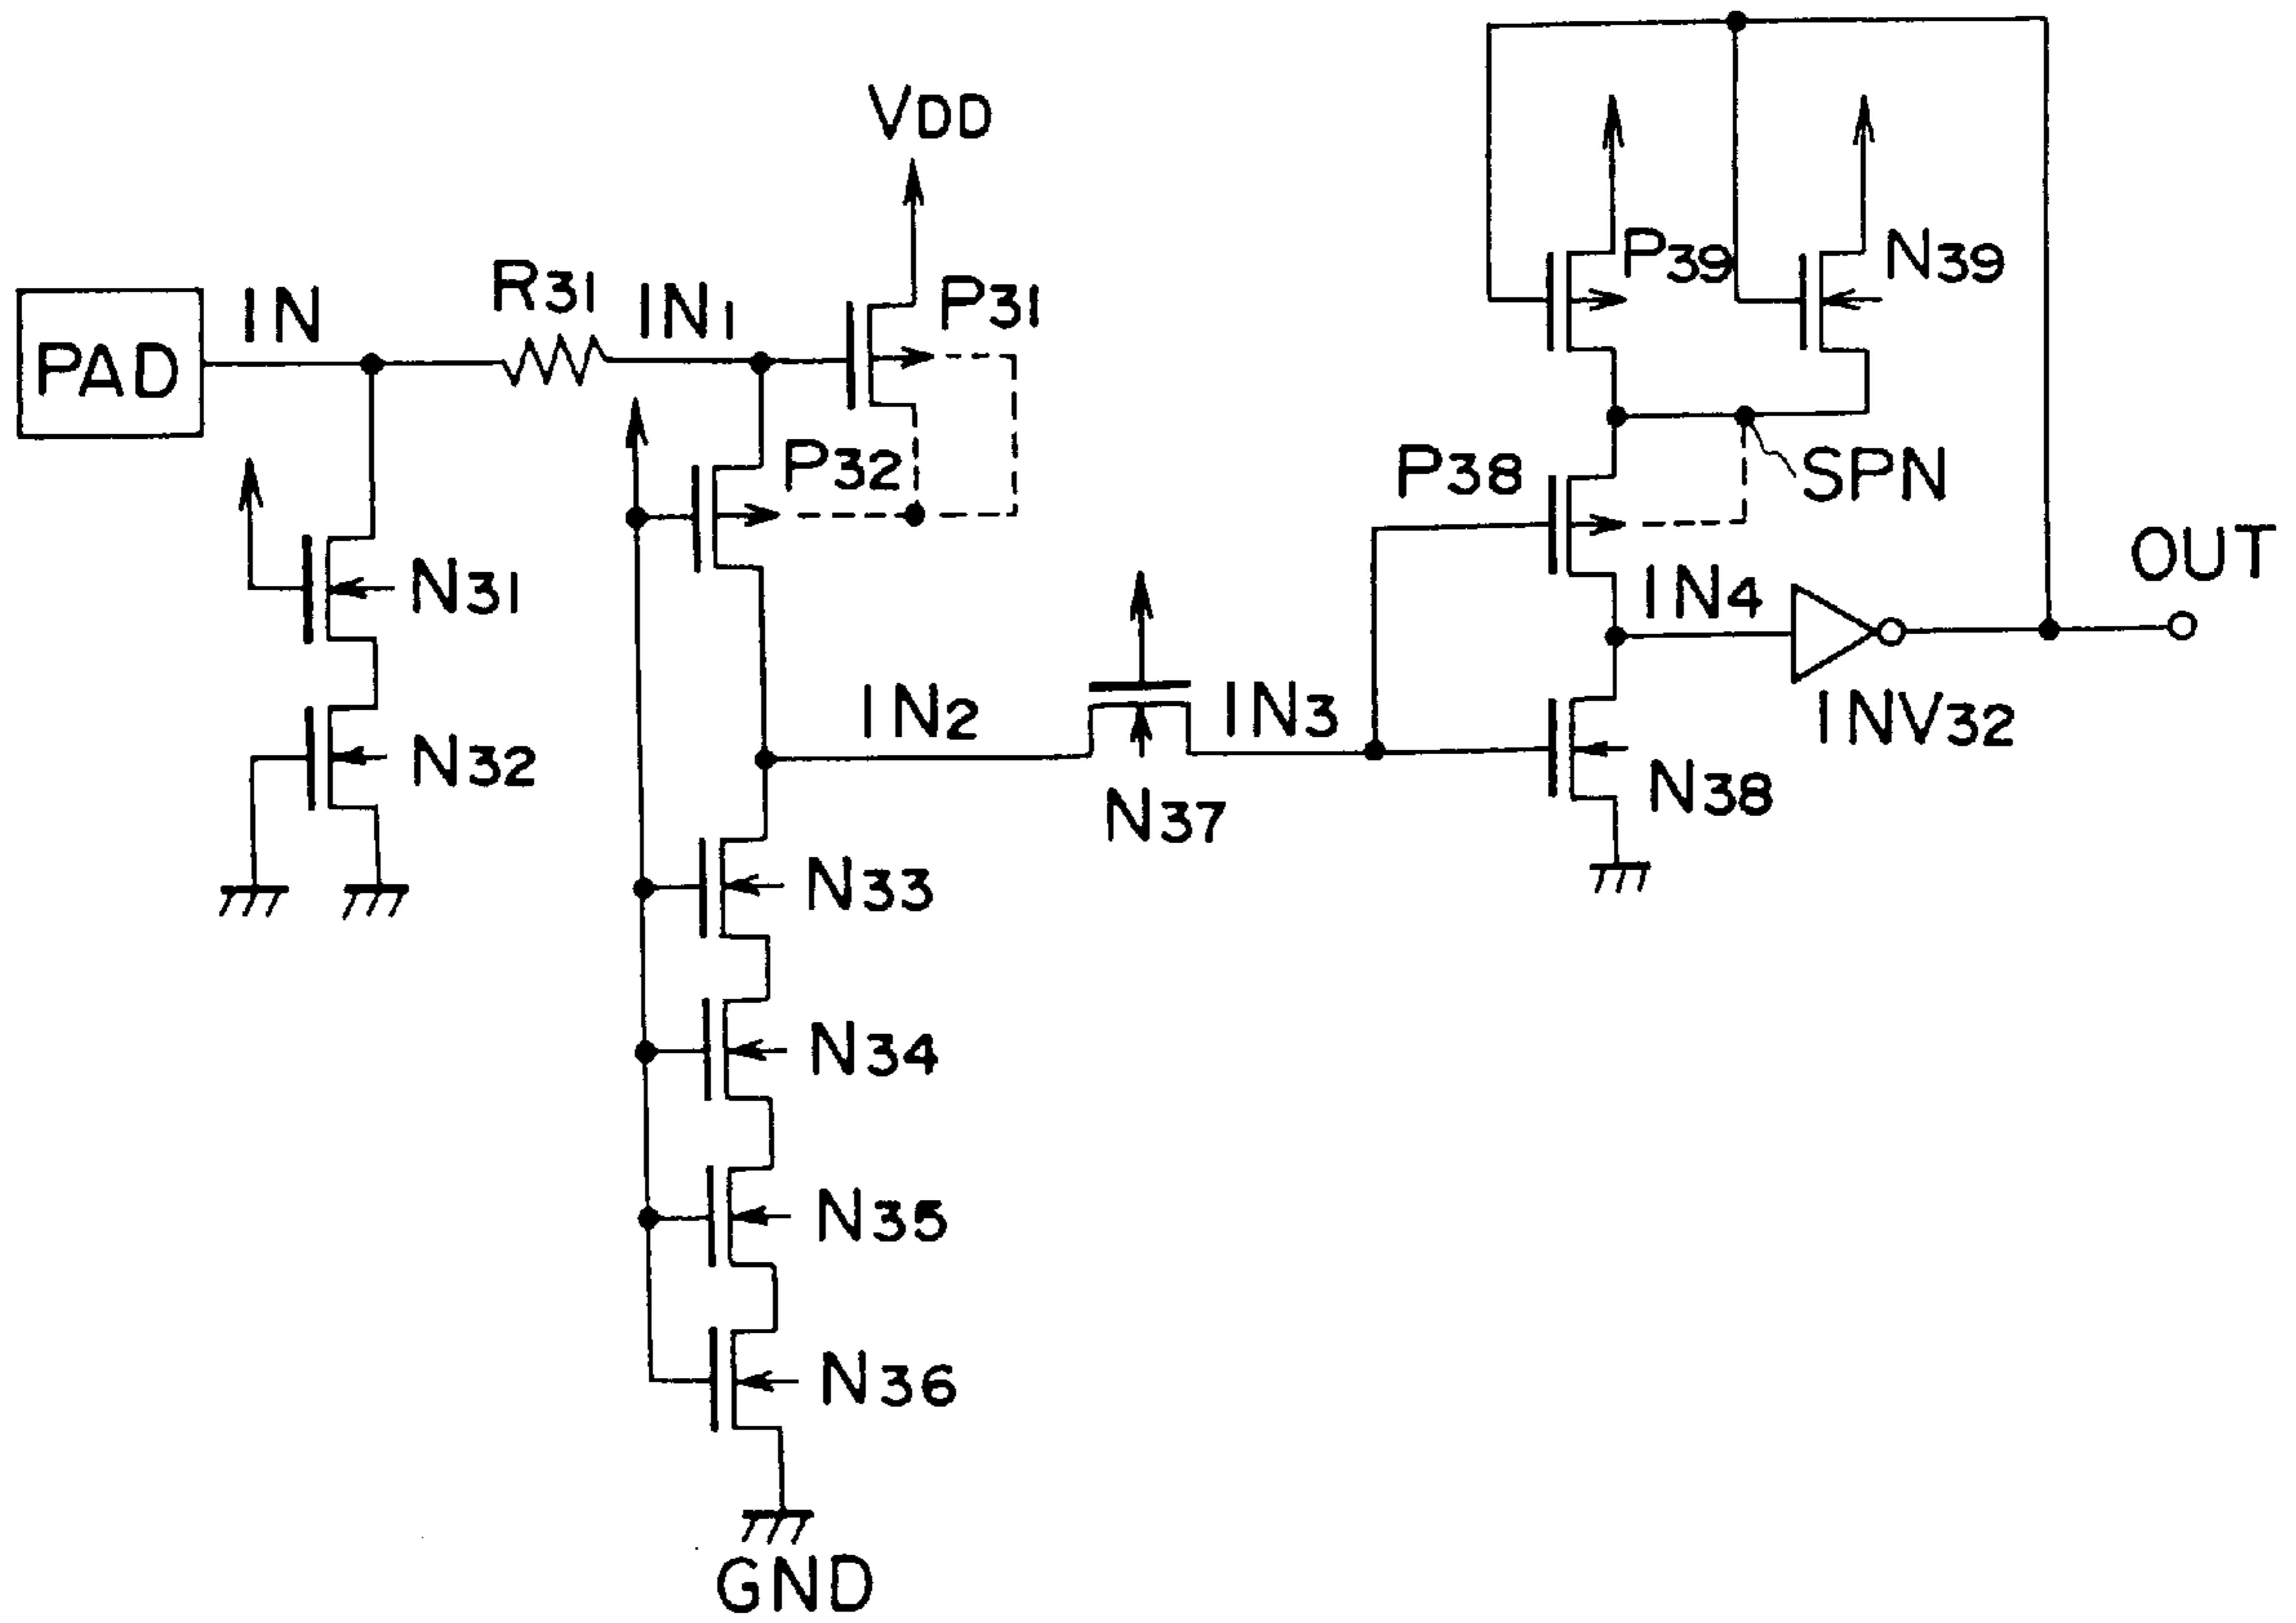 VDD
PAD
IN
R31
IN1
P31
P39
N39
P32
P38
SPN
N31
IN4
OUT
N32
IN2
IN3
INV32
N37
N38
N33
N34
N35
N36
GND